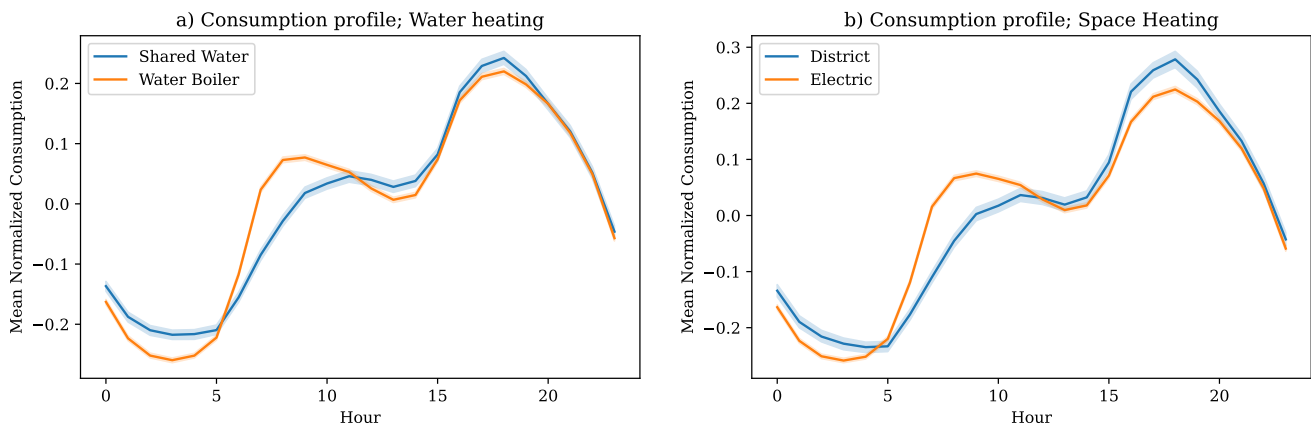 a) Consumption profile; Water heating
Mean Normalized Consumption
0.2
0.1
0.0
−0.1
−0.2
Shared Water
Water Boiler
0
5
10
15
20
Hour
b) Consumption profile; Space Heating
Mean Normalized Consumption
0.3
0.2
0.1
0.0
−0.1
−0.2
District
Electric
0
5
10
15
20
Hour